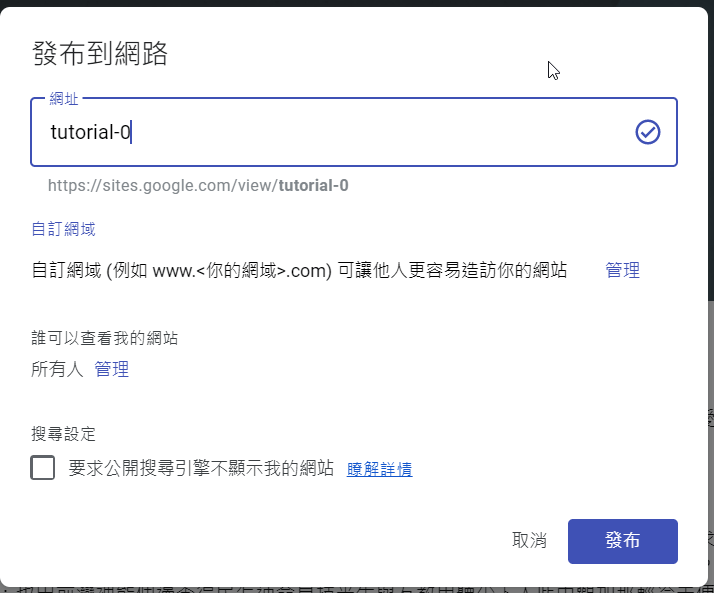 發布到網路
網址
tutorial-0
https://sites.google.com/view/tutorial-0
自訂網域
自訂網域 (例如 www.<你的網域>.com) 可讓他人更容易造訪你的網站 管理
誰可以查看我的網站
所有人 管理
搜尋設定
要求公開搜尋引擎不顯示我的網站 瞭解詳情
取消 發布